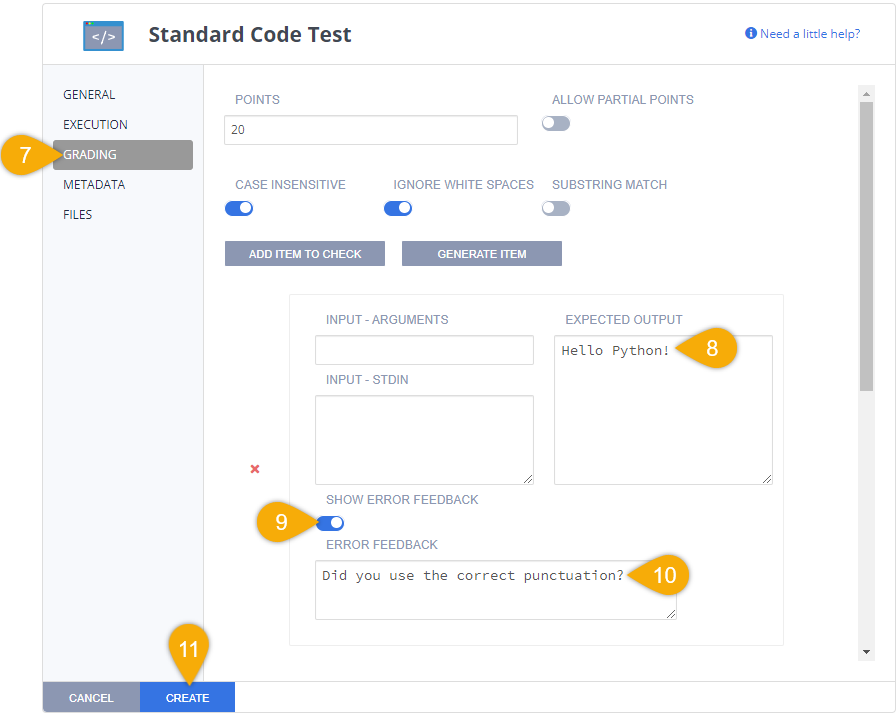 </> Standard Code Test
Need a little help?
GENERAL
EXECUTION
7 GRADING
METADATA
FILES
POINTS ALLOW PARTIAL POINTS
20
CASE INSENSITIVE IGNORE WHITE SPACES SUBSTRING MATCH
ADD ITEM TO CHECK GENERATE ITEM
INPUT - ARGUMENTS EXPECTED OUTPUT
Hello Python! 8
INPUT - STDIN
SHOW ERROR FEEDBACK
9
ERROR FEEDBACK
Did you use the correct punctuation? 10
11
CANCEL CREATE